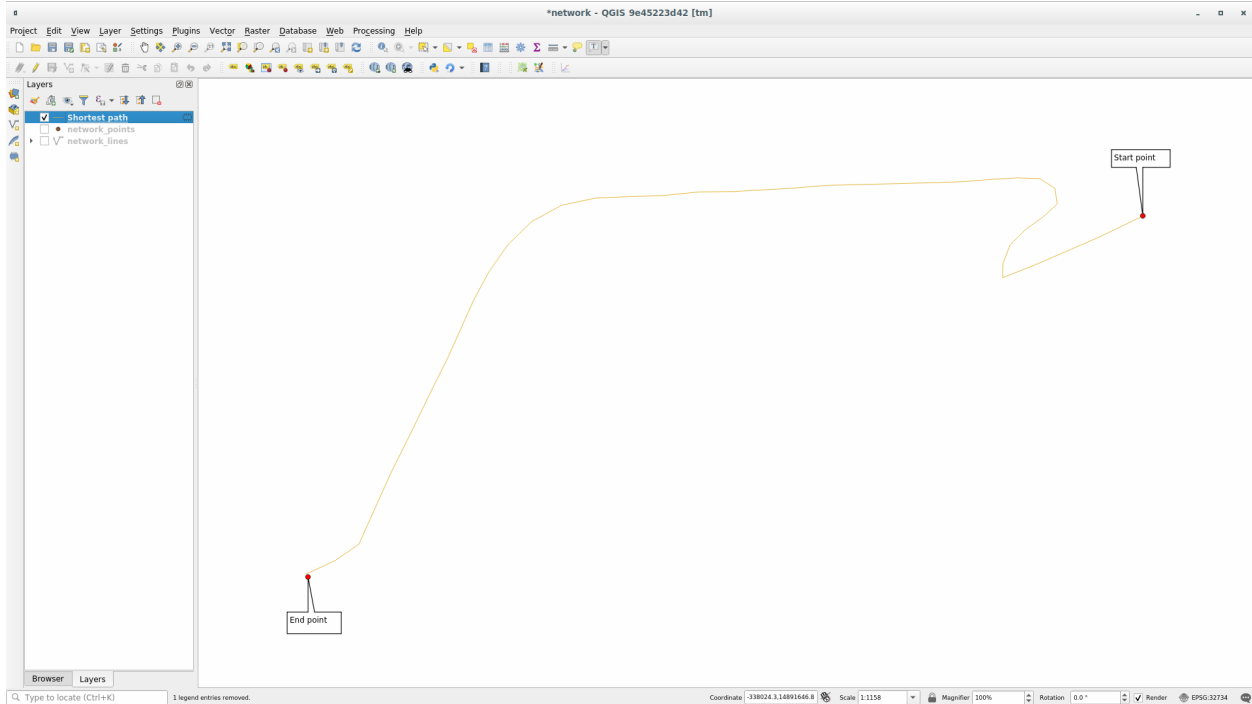 *network - QGIS 9e45223d42 [tm]
Project Edit View Layer Settings Plugins Vector Raster Database Web Processing Help
Layers
Shortest path
network_points
network_lines
Start point
End point
Browser Layers
Type to locate (Ctrl+K) 1 legend entries removed. Coordinate -338024.3,14891646.8 Scale 1:1158 Magnifier 100% Rotation 0.0 ° Render EPSG:32734